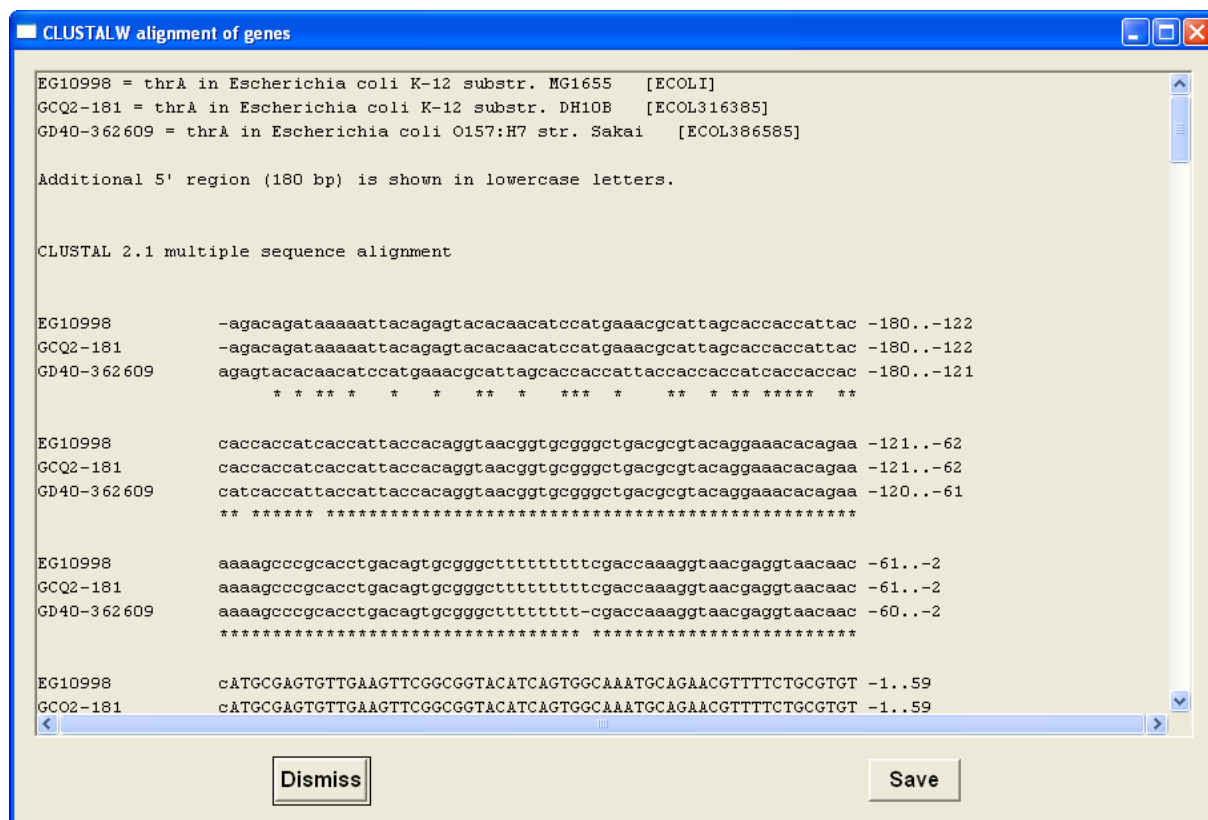 CLUSTALW alignment of genes
EG10998 = thrA in Escherichia coli K-12 substr. MG1655   [ECOLI]
GCQ2-181 = thrA in Escherichia coli K-12 substr. DH10B   [ECOL316385]
GD40-362609 = thrA in Escherichia coli O157:H7 str. Sakai   [ECOL386585]
Additional 5' region (180 bp) is shown in lowercase letters.
CLUSTAL 2.1 multiple sequence alignment
EG10998         -agacagataaaaattacagagtacacaacatccatgaaacgcattagcaccaccattac -180..-122
GCQ2-181        -agacagataaaaattacagagtacacaacatccatgaaacgcattagcaccaccattac -180..-122
GD40-362609     agagtacacaacatccatgaaacgcattagcaccaccattaccaccaccatcaccaccac -180..-121
                     * * ** *   *   *   **  *   ***  *    **  * ** *****  **
EG10998         caccaccatcaccattaccacaggtaacggtgcgggctgacgcgtacaggaaacacagaa -121..-62
GCQ2-181        caccaccatcaccattaccacaggtaacggtgcgggctgacgcgtacaggaaacacagaa -121..-62
GD40-362609     catcaccattaccattaccacaggtaacggtgcgggctgacgcgtacaggaaacacagaa -120..-61
                ** ****** **************************************************
EG10998         aaaagcccgcacctgacagtgcgggctttttttttcgaccaaaggtaacgaggtaacaac -61..-2
GCQ2-181        aaaagcccgcacctgacagtgcgggctttttttttcgaccaaaggtaacgaggtaacaac -61..-2
GD40-362609     aaaagcccgcacctgacagtgcgggctttttttt-cgaccaaaggtaacgaggtaacaac -60..-2
                ********************************** *************************
EG10998         cATGCGAGTGTTGAAGTTCGGCGGTACATCAGTGGCAAATGCAGAACGTTTTCTGCGTGT -1..59
GCQ2-181        cATGCGAGTGTTGAAGTTCGGCGGTACATCAGTGGCAAATGCAGAACGTTTTCTGCGTGT -1..59
Dismiss
Save